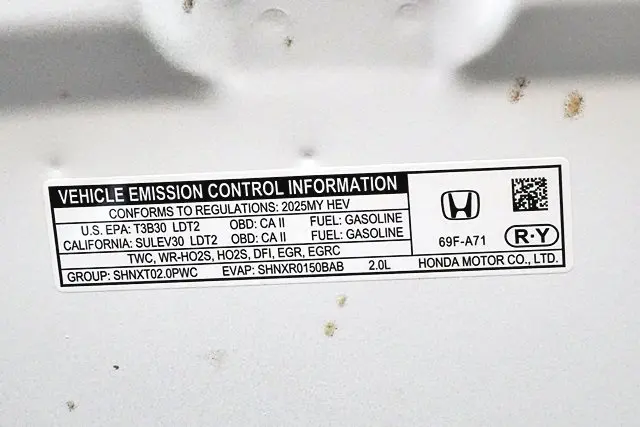 VEHICLE EMISSION CONTROL INFORMATION
CONFORMS TO REGULATIONS: 2025MY HEV
U.S. EPA: T3B30 LDT2 OBD: CA II FUEL: GASOLINE
CALIFORNIA: SULEV30 LDT2 OBD: CA II FUEL: GASOLINE
TWC, WR-HO2S, HO2S, DFI, EGR, EGRC
GROUP: SHNXT02.0PWC EVAP: SHNXR0150BAB 2.0L
69F-A71
R·Y
HONDA MOTOR CO., LTD.